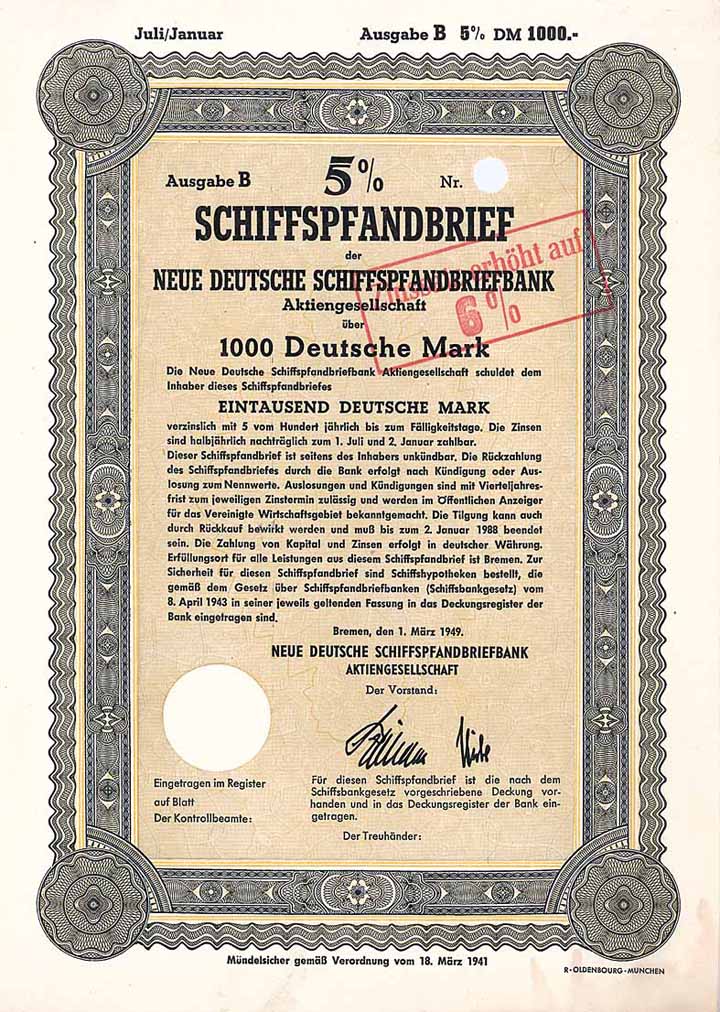 Juli/Januar
Ausgabe B 5% DM 1000.-
Ausgabe B 5% Nr.
SCHIFFSPFANDBRIEF
der
NEUE DEUTSCHE SCHIFFSPFANDBRIEFBANK
Aktiengesellschaft
über
1000 Deutsche Mark
Zinssatz erhöht auf
6%
Die Neue Deutsche Schiffspfandbriefbank Aktiengesellschaft schuldet dem
Inhaber dieses Schiffspfandbriefes
EINTAUSEND DEUTSCHE MARK
verzinslich mit 5 vom Hundert jährlich bis zum Fälligkeitstage. Die Zinsen
sind halbjährlich nachträglich zum 1. Juli und 2. Januar zahlbar.
Dieser Schiffspfandbrief ist seitens des Inhabers unkündbar. Die Rückzahlung
des Schiffspfandbriefes durch die Bank erfolgt nach Kündigung oder Aus-
losung zum Nennwerte. Auslosungen und Kündigungen sind mit Vierteljahres-
frist zum jeweiligen Zinstermin zulässig und werden im Öffentlichen Anzeiger
für das Vereinigte Wirtschaftsgebiet bekanntgemacht. Die Tilgung kann auch
durch Rückkauf bewirkt werden und muß bis zum 2. Januar 1988 beendet
sein. Die Zahlung von Kapital und Zinsen erfolgt in deutscher Währung.
Erfüllungsort für alle Leistungen aus diesem Schiffspfandbrief ist Bremen. Zur
Sicherheit für diesen Schiffspfandbrief sind Schiffshypotheken bestellt, die
gemäß dem Gesetz über Schiffspfandbriefbanken (Schiffsbankgesetz) vom
8. April 1943 in seiner jeweils geltenden Fassung in das Deckungsregister der
Bank eingetragen sind.
Bremen, den 1. März 1949.
NEUE DEUTSCHE SCHIFFSPFANDBRIEFBANK
AKTIENGESELLSCHAFT
Der Vorstand:
Eingetragen im Register
auf Blatt
Der Kontrollbeamte:
Für diesen Schiffspfandbrief ist die nach dem
Schiffsbankgesetz vorgeschriebene Deckung vor-
handen und in das Deckungsregister der Bank ein-
getragen.
Der Treuhänder:
Mündelsicher gemäß Verordnung vom 18. März 1941
R·OLDENBOURG·MÜNCHEN